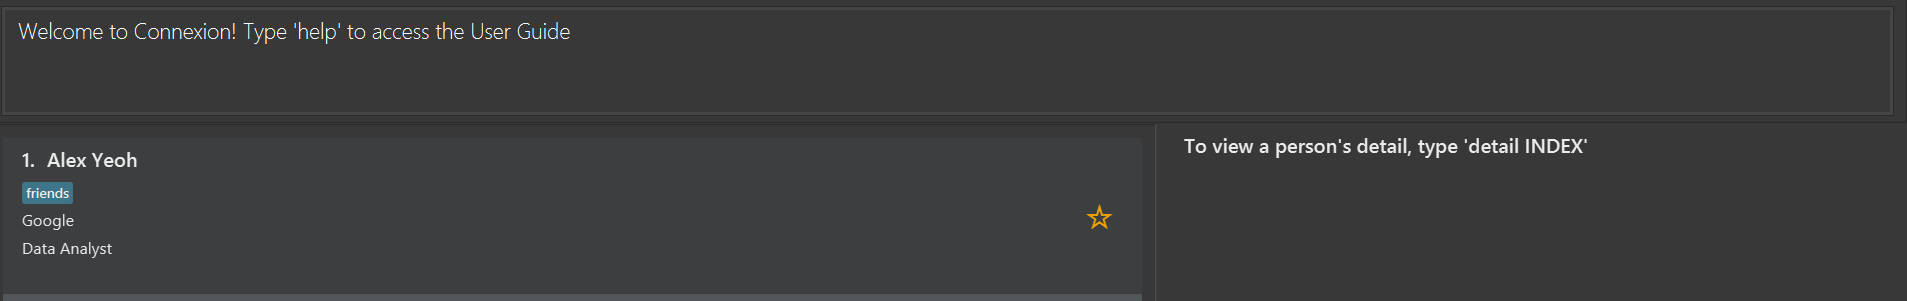 Welcome to Connexion! Type 'help' to access the User Guide
1. Alex Yeoh
friends
Google
Data Analyst
To view a person's detail, type 'detail INDEX'